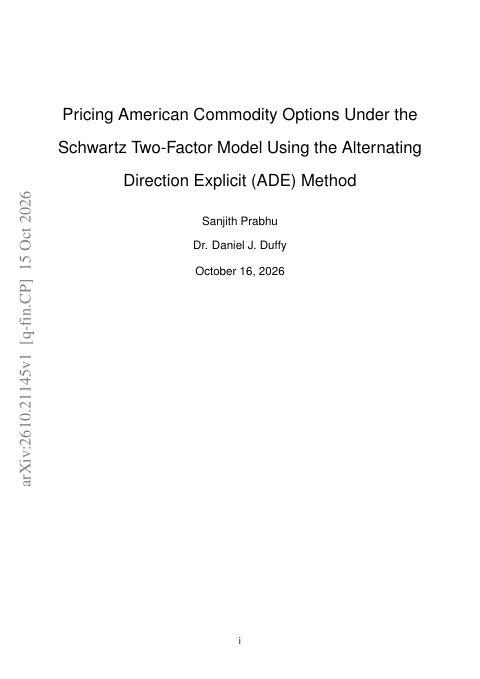 Pricing American Commodity Options Under the
Schwartz Two-Factor Model Using the Alternating
Direction Explicit (ADE) Method
Sanjith Prabhu
Dr. Daniel J. Duffy
October 16, 2026
arXiv:2610.21145v1 [q-fin.CP] 15 Oct 2026
i